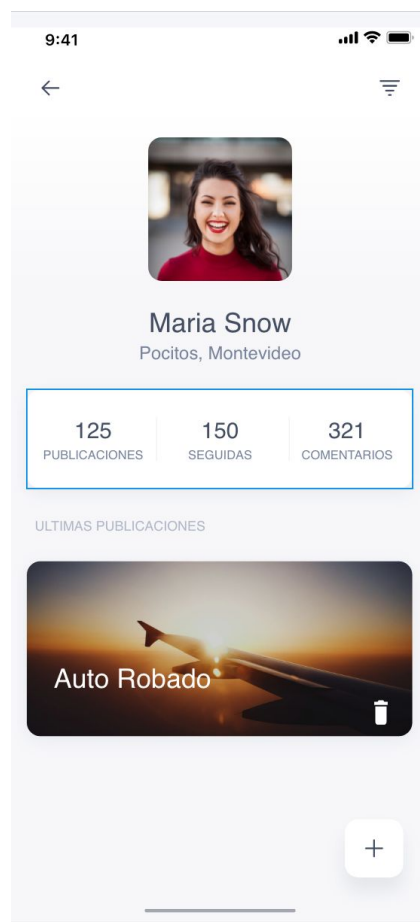 9:41
Maria Snow
Pocitos, Montevideo
125 150 321
PUBLICACIONES SEGUIDAS COMENTARIOS
ULTIMAS PUBLICACIONES
Auto Robado